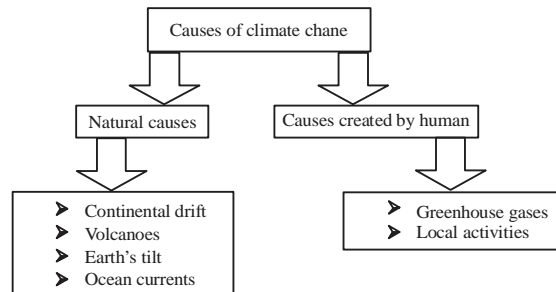 Causes of climate chane
Natural causes
Causes created by human
Continental drift
Volcanoes
Earth's tilt
Ocean currents
Greenhouse gases
Local activities